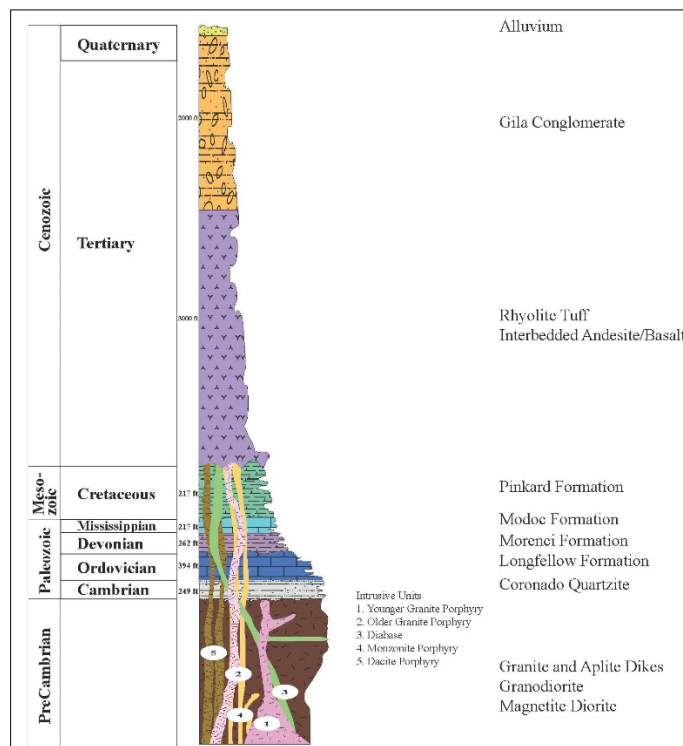 Cenozoic
Quaternary
Tertiary
2000 ft
3000 ft
Alluvium
Gila Conglomerate
Rhyolite Tuff
Interbedded Andesite/Basalt
Meso-
zoic
Cretaceous
217 ft
Pinkard Formation
Paleozoic
Mississippian
217 ft
Modoc Formation
Devonian
262 ft
Morenci Formation
Ordovician
394 ft
Longfellow Formation
Cambrian
249 ft
Coronado Quartzite
PreCambrian
Intrusive Units
1. Younger Granite Porphyry
2. Older Granite Porphyry
3. Diabase
4. Monzonite Porphyry
5. Dacite Porphyry
Granite and Aplite Dikes
Granodiorite
Magnetite Diorite
5
2
3
4
1